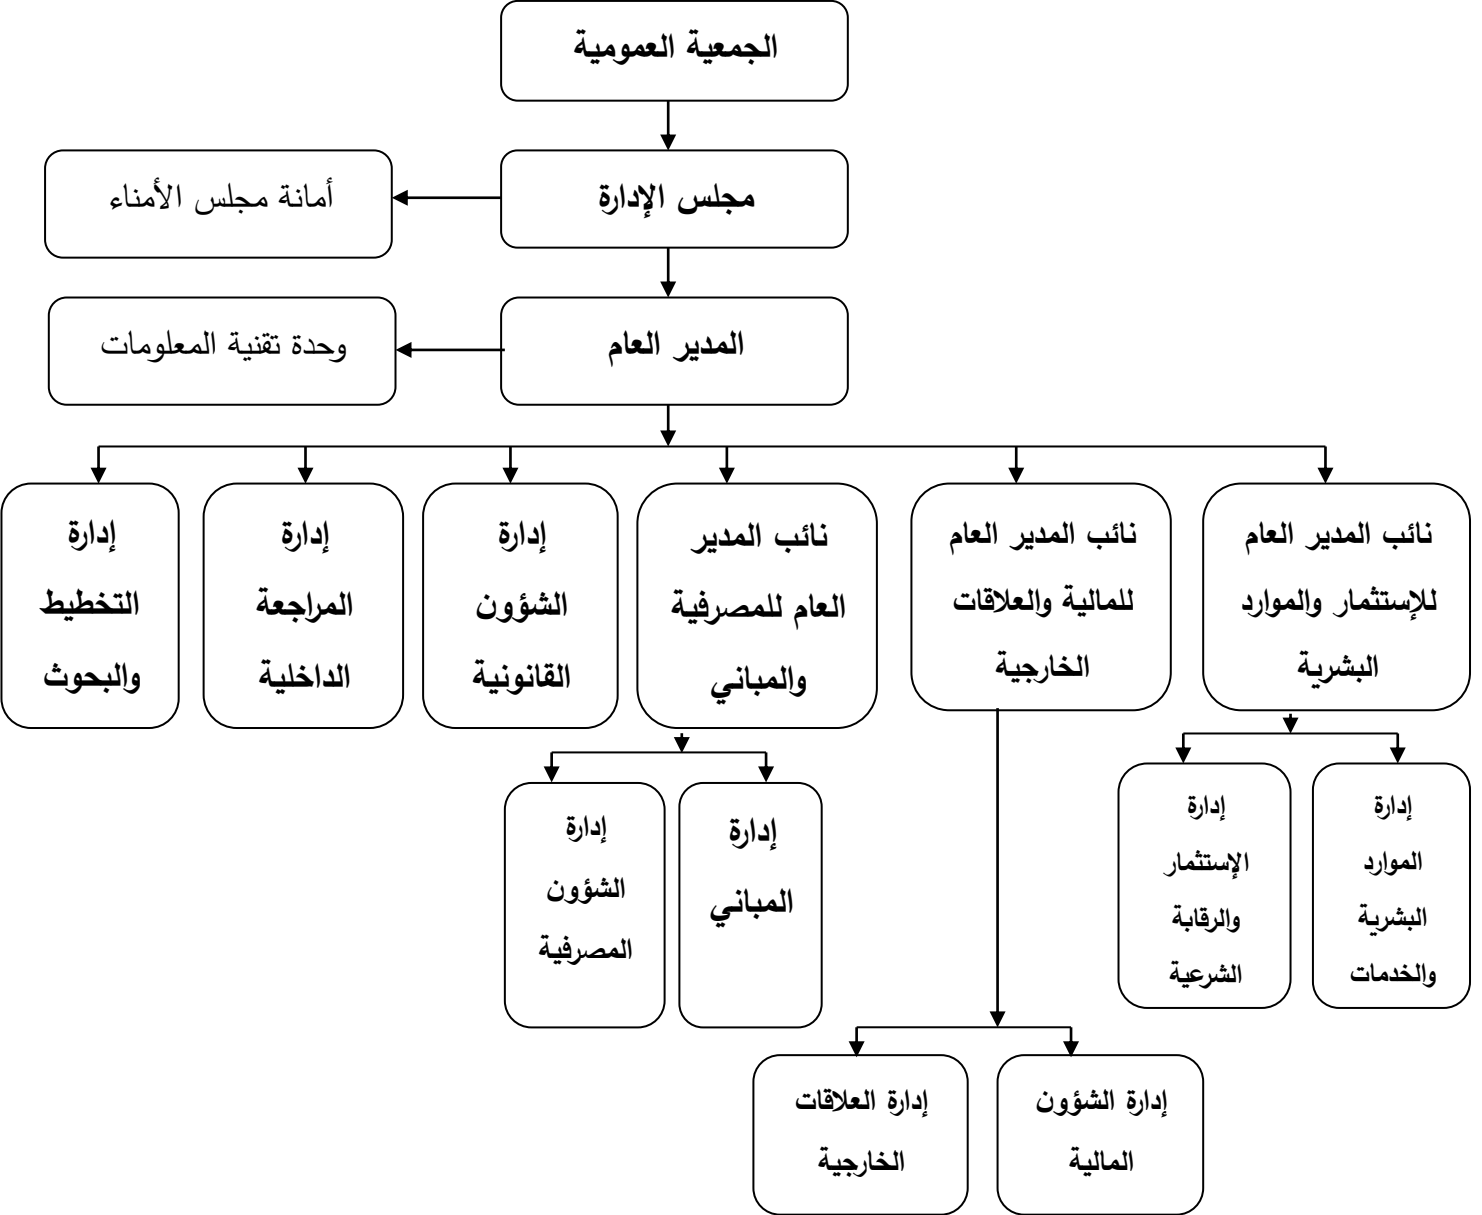 الجمعية العمومية
مجلس الإدارة
أمانة مجلس الأمناء
المدير العام
وحدة تقنية المعلومات
نائب المدير العام
للإستثمار والموارد
البشرية
نائب المدير العام
للمالية والعلاقات
الخارجية
نائب المدير
العام للمصرفية
والمباني
إدارة
الشؤون
القانونية
إدارة
المراجعة
الداخلية
إدارة
التخطيط
والبحوث
إدارة
الموارد
البشرية
والخدمات
إدارة
الإستثمار
والرقابة
الشرعية
إدارة
المباني
إدارة
الشؤون
المصرفية
إدارة الشؤون
المالية
إدارة العلاقات
الخارجية